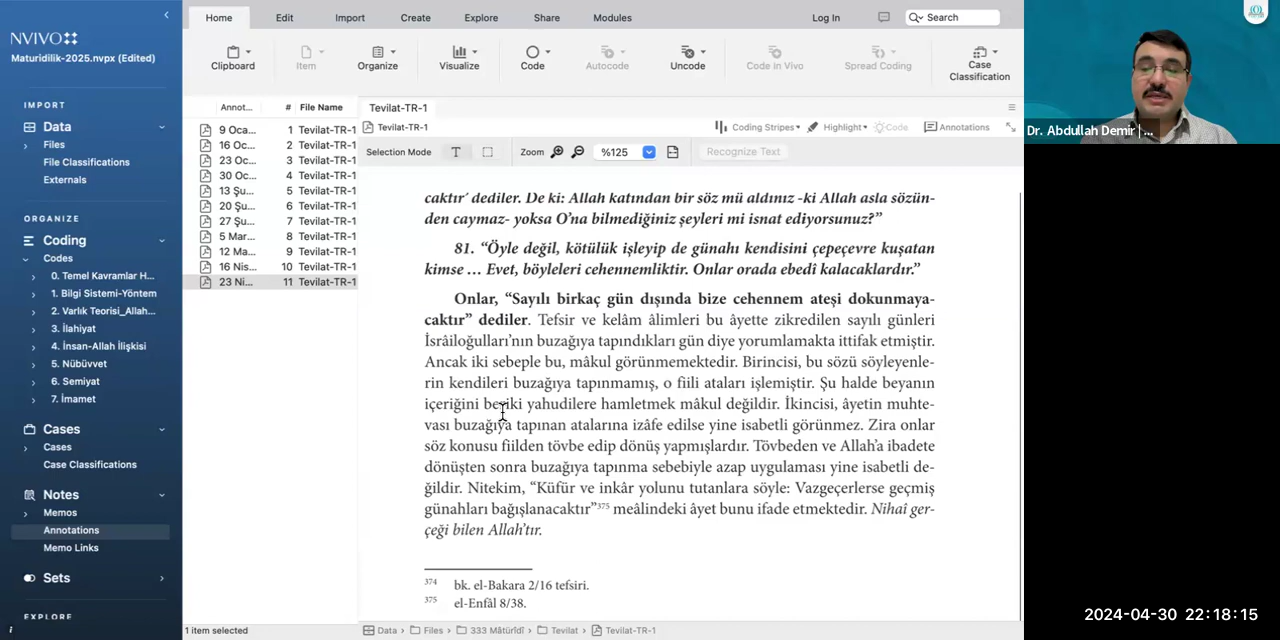 NVIVO
Maturidilik-2025.nvpx (Edited)
IMPORT
Data
Files
File Classifications
Externals
ORGANIZE
Coding
Codes
0. Temel Kavramlar H...
1. Bilgi Sistemi-Yöntem
2. Varlık Teorisi_Allah...
3. İlahiyat
4. İnsan-Allah İlişkisi
5. Nübüvvet
6. Semiyat
7. İmamet
Cases
Cases
Case Classifications
Notes
Memos
Annotations
Memo Links
Sets
EXPLORE
Home Edit Import Create Explore Share Modules Log In Search
Clipboard Item Organize Visualize Code Autocode Uncode Code In Vivo Spread Coding Case Classification
Annot... # File Name
9 Oca... 1 Tevilat-TR-1
16 Oc... 2 Tevilat-TR-1
23 Oc... 3 Tevilat-TR-1
30 Oc... 4 Tevilat-TR-1
13 Şu... 5 Tevilat-TR-1
20 Şu... 6 Tevilat-TR-1
27 Şu... 7 Tevilat-TR-1
5 Mar... 8 Tevilat-TR-1
12 Ma... 9 Tevilat-TR-1
16 Nis... 10 Tevilat-TR-1
23 Ni... 11 Tevilat-TR-1
1 item selected
Tevilat-TR-1
Tevilat-TR-1 Coding Stripes Highlight Code Annotations
Selection Mode T Zoom %125 Recognize Text
caktır’ dediler. De ki: Allah katından bir söz mü aldınız -ki Allah asla sözün-
den caymaz- yoksa O’na bilmediğiniz şeyleri mi isnat ediyorsunuz?”
81. “Öyle değil, kötülük işleyip de günahı kendisini çepeçevre kuşatan
kimse … Evet, böyleleri cehennemliktir. Onlar orada ebedî kalacaklardır.”
Onlar, “Sayılı birkaç gün dışında bize cehennem ateşi dokunmaya-
caktır” dediler. Tefsir ve kelâm âlimleri bu âyette zikredilen sayılı günleri
İsrâiloğulları’nın buzağıya tapındıkları gün diye yorumlamakta ittifak etmiştir.
Ancak iki sebeple bu, mâkul görünmemektedir. Birincisi, bu sözü söyleyenle-
rin kendileri buzağıya tapınmamış, o fiili ataları işlemiştir. Şu halde beyanın
içeriğini beriki yahudilere hamletmek mâkul değildir. İkincisi, âyetin muhte-
vası buzağıya tapınan atalarına izâfe edilse yine isabetli görünmez. Zira onlar
söz konusu fiilden tövbe edip dönüş yapmışlardır. Tövbeden ve Allah’a ibadete
dönüşten sonra buzağıya tapınma sebebiyle azap uygulaması yine isabetli de-
ğildir. Nitekim, “Küfür ve inkâr yolunu tutanlara söyle: Vazgeçerlerse geçmiş
günahları bağışlanacaktır”375 meâlindeki âyet bunu ifade etmektedir. Nihaî ger-
çeği bilen Allah’tır.
374 bk. el-Bakara 2/16 tefsiri.
375 el-Enfâl 8/38.
Data Files 333 Mâtürîdî Tevilat Tevilat-TR-1
Dr. Abdullah Demir | ...
2024-04-30 22:18:15